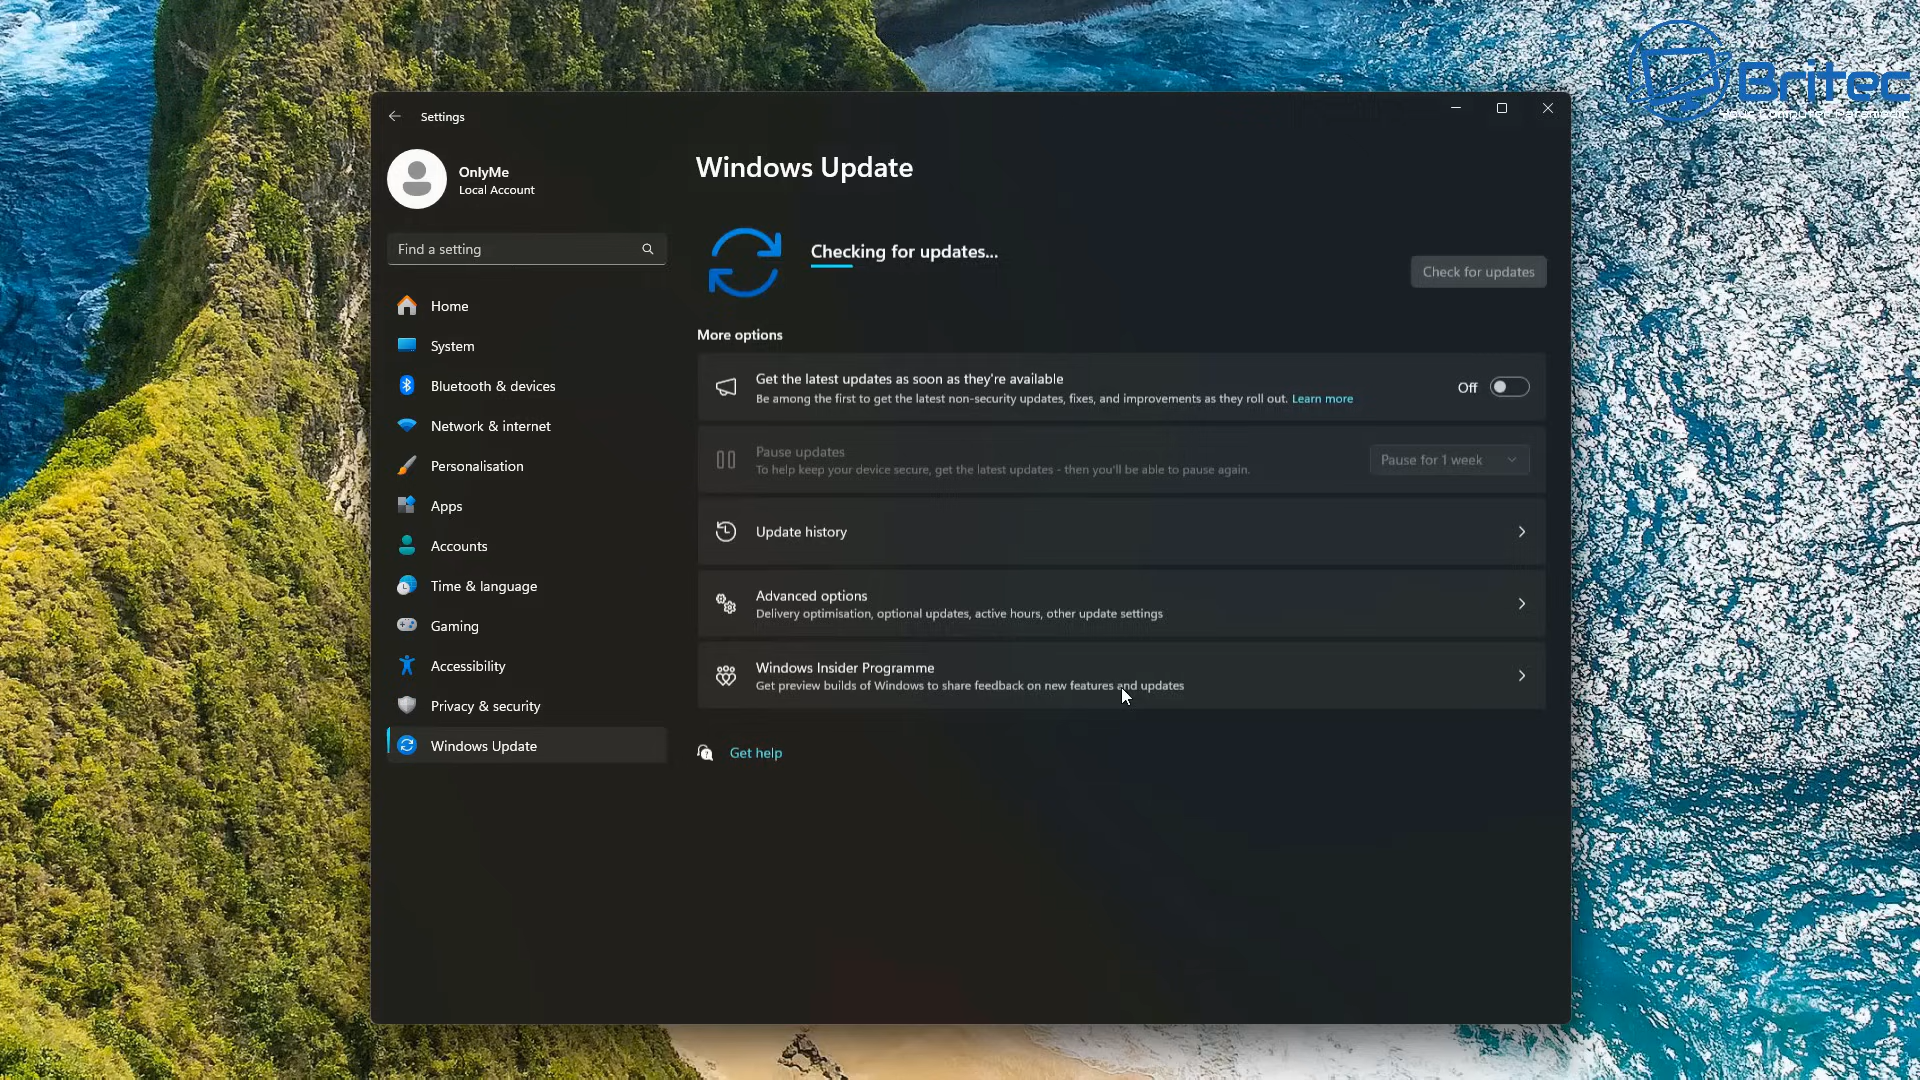 Britec
Your Computer Paramedic
Settings
OnlyMe
Local Account
Find a setting
Home
System
Bluetooth & devices
Network & internet
Personalisation
Apps
Accounts
Time & language
Gaming
Accessibility
Privacy & security
Windows Update
Windows Update
Checking for updates...
Check for updates
More options
Get the latest updates as soon as they're available
Be among the first to get the latest non-security updates, fixes, and improvements as they roll out. Learn more
Off
Pause updates
To help keep your device secure, get the latest updates - then you'll be able to pause again.
Pause for 1 week
Update history
Advanced options
Delivery optimisation, optional updates, active hours, other update settings
Windows Insider Programme
Get preview builds of Windows to share feedback on new features and updates
Get help